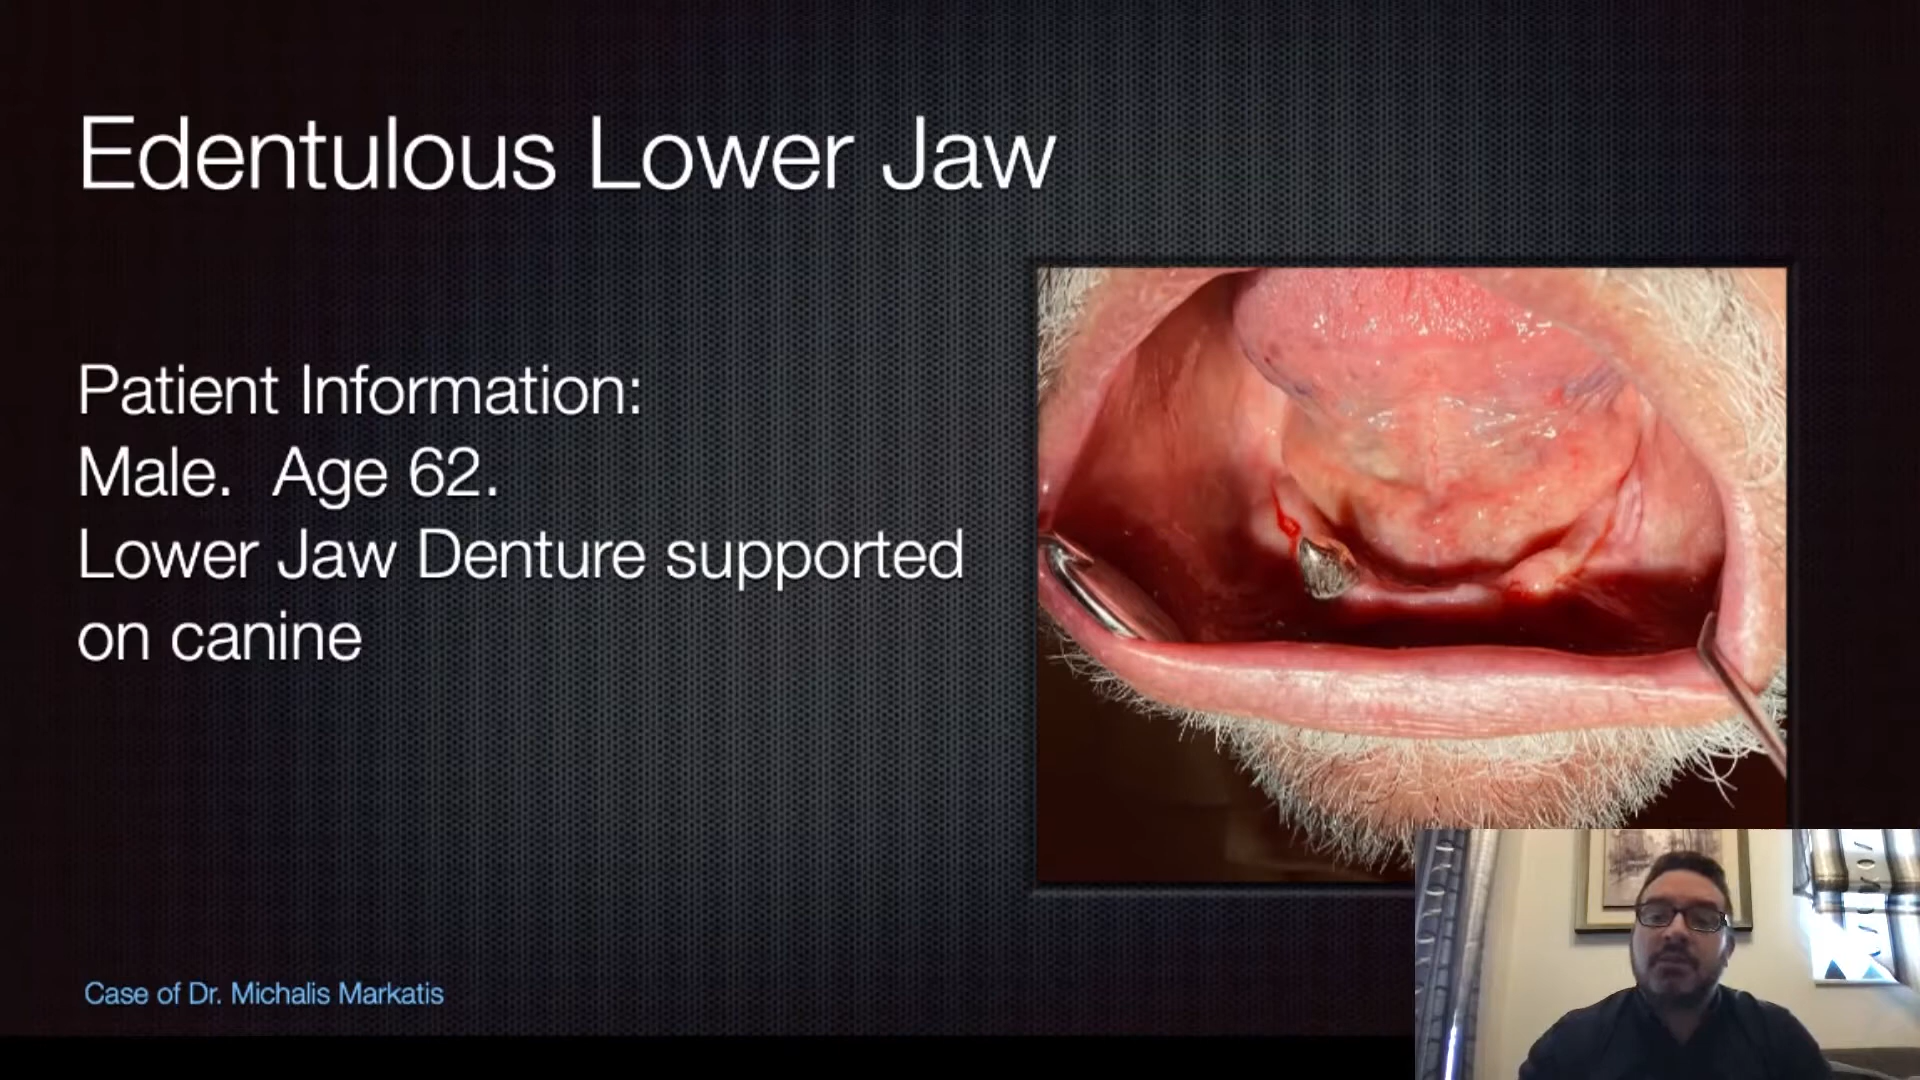 Edentulous Lower Jaw
Patient Information:
Male. Age 62.
Lower Jaw Denture supported
on canine
Case of Dr. Michalis Markatis